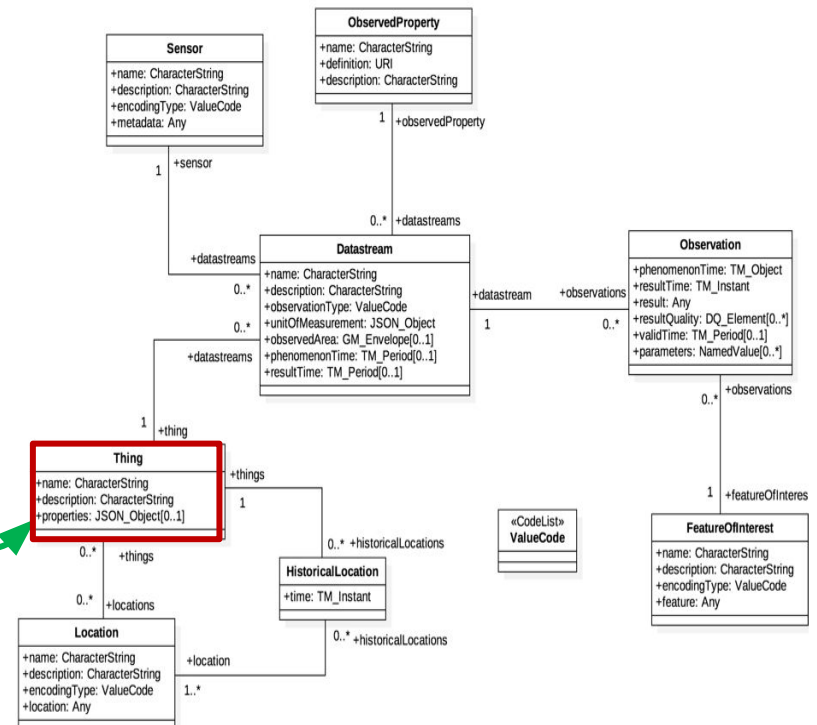 ObservedProperty
+name: CharacterString
+definition: URI
+description: CharacterString
Sensor
+name: CharacterString
+description: CharacterString
+encodingType: ValueCode
+metadata: Any
1
+observedProperty
1
+sensor
0..*
+datastreams
+datastreams
0..*
Datastream
+name: CharacterString
+description: CharacterString
+observationType: ValueCode
+unitOfMeasurement: JSON_Object
+observedArea: GM_Envelope[0..1]
+phenomenonTime: TM_Period[0..1]
+resultTime: TM_Period[0..1]
+datastream
1
+observations
0..*
Observation
+phenomenonTime: TM_Object
+resultTime: TM_Instant
+result: Any
+resultQuality: DQ_Element[0..*]
+validTime: TM_Period[0..1]
+parameters: NamedValue[0..*]
0..*
+datastreams
1
+thing
0..*
+observations
1
+featureOfInteres
Thing
+name: CharacterString
+description: CharacterString
+properties: JSON_Object[0..1]
+things
1
0..*
+historicalLocations
«CodeList»
ValueCode
FeatureOfInterest
+name: CharacterString
+description: CharacterString
+encodingType: ValueCode
+feature: Any
0..*
+things
0..*
+locations
HistoricalLocation
+time: TM_Instant
0..*
+historicalLocations
Location
+name: CharacterString
+description: CharacterString
+encodingType: ValueCode
+location: Any
+location
1..*